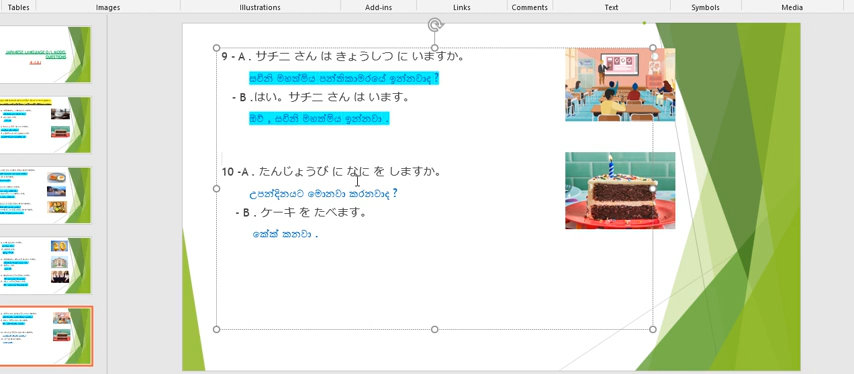 Tables Images Illustrations Add-ins Links Comments Text Symbols Media
JAPANESE LANGUAGE O/L MODEL
9 - A . サチニ さん は きょうしつ に いますか。
සචිනි මහත්මිය පන්තිකාමරයේ ඉන්නවාද ?
- B .はい。サチニ さん は います。
ඔව් , සචිනි මහත්මිය ඉන්නවා .
10 -A . たんじょうび に なに を しますか。
උපන්දිනයට මොනවා කරනවාද ?
- B . ケーキ を たべます。
කේක් කනවා .